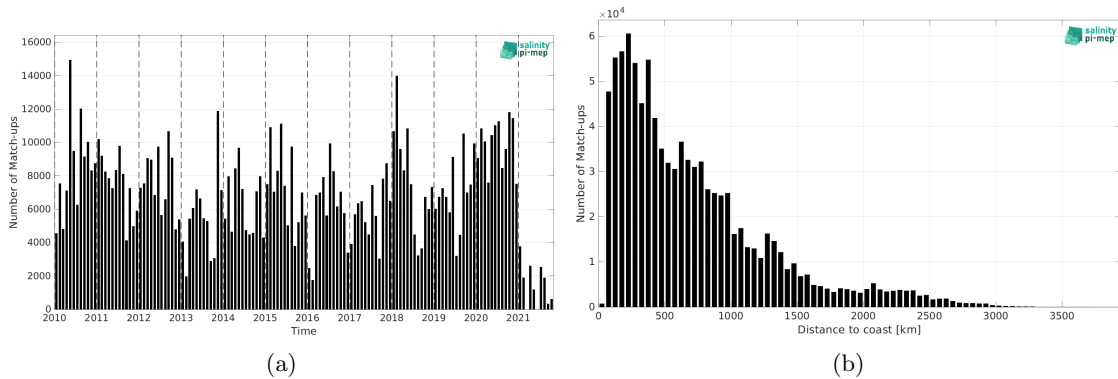 16000
14000
12000
10000
8000
6000
4000
2000
0
2010 2011 2012 2013 2014 2015 2016 2017 2018 2019 2020 2021
Time
Number of Match-ups
salinity
pi-mep
(a)
×10⁴
6
5
4
3
2
1
0
0 500 1000 1500 2000 2500 3000 3500
Distance to coast [km]
Number of Match-ups
salinity
pi-mep
(b)